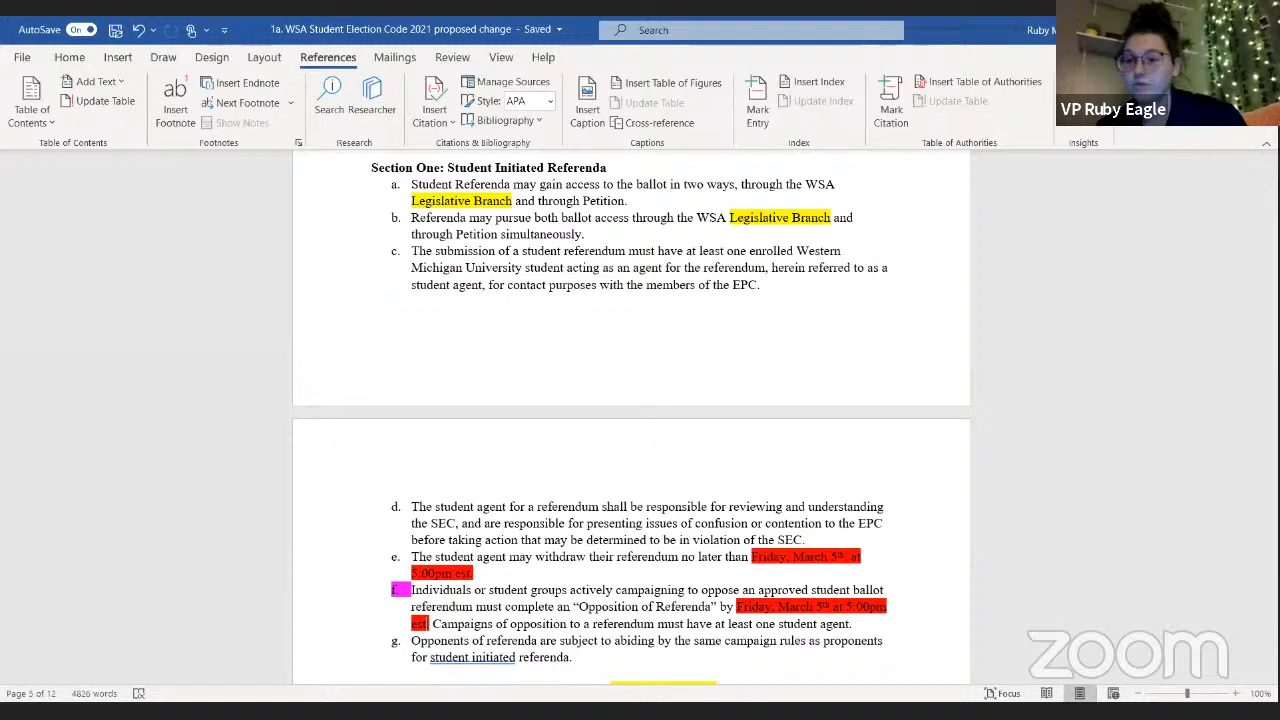 AutoSave On 1a. WSA Student Election Code 2021 proposed change - Saved Search Ruby M
File Home Insert Draw Design Layout References Mailings Review View Help
Table of Contents
Add Text
Update Table
Table of Contents
Insert Footnote
Insert Endnote
Next Footnote
Show Notes
Footnotes
Search Researcher
Research
Insert Citation
Manage Sources
Style: APA
Bibliography
Citations & Bibliography
Insert Caption
Insert Table of Figures
Update Table
Cross-reference
Captions
Mark Entry
Insert Index
Update Index
Index
Mark Citation
Insert Table of Authorities
Update Table
Table of Authorities
Insights
VP Ruby Eagle
Section One: Student Initiated Referenda
a. Student Referenda may gain access to the ballot in two ways, through the WSA
Legislative Branch and through Petition.
b. Referenda may pursue both ballot access through the WSA Legislative Branch and
through Petition simultaneously.
c. The submission of a student referendum must have at least one enrolled Western
Michigan University student acting as an agent for the referendum, herein referred to as a
student agent, for contact purposes with the members of the EPC.
d. The student agent for a referendum shall be responsible for reviewing and understanding
the SEC, and are responsible for presenting issues of confusion or contention to the EPC
before taking action that may be determined to be in violation of the SEC.
e. The student agent may withdraw their referendum no later than Friday, March 5th, at
5:00pm est.
f. Individuals or student groups actively campaigning to oppose an approved student ballot
referendum must complete an “Opposition of Referenda” by Friday, March 5th at 5:00pm
est. Campaigns of opposition to a referendum must have at least one student agent.
g. Opponents of referenda are subject to abiding by the same campaign rules as proponents
for student initiated referenda.
zoom
Page 5 of 12 4826 words Focus 100%